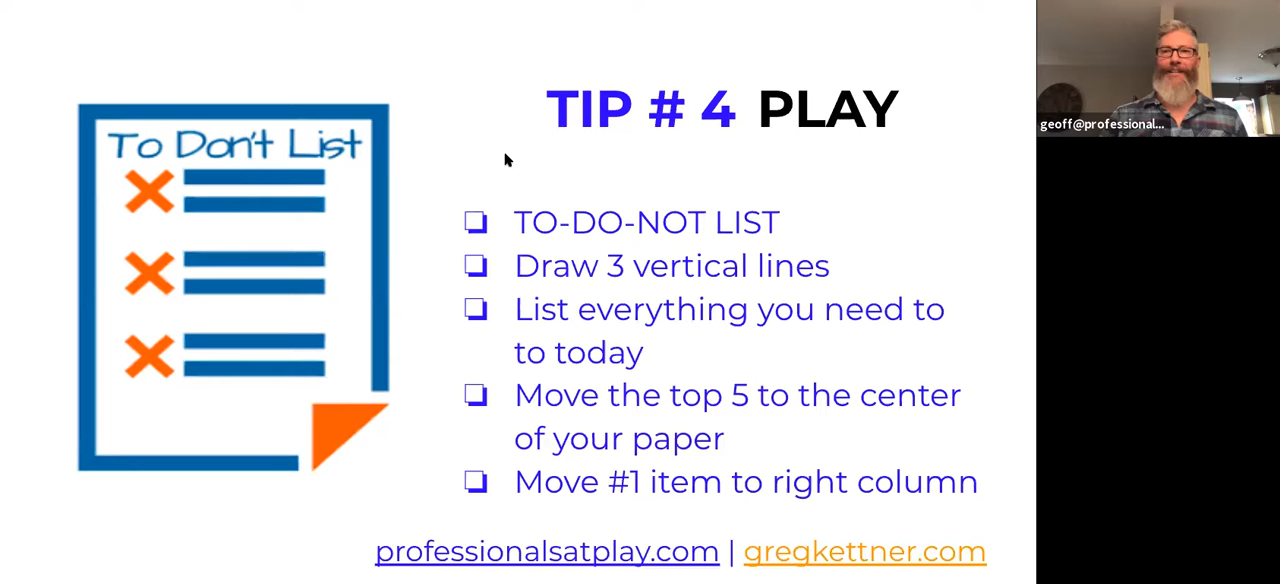 TIP # 4 PLAY
To Don't List
TO-DO-NOT LIST
Draw 3 vertical lines
List everything you need to
to today
Move the top 5 to the center
of your paper
Move #1 item to right column
professionalsatplay.com | gregkettner.com
geoff@professional...